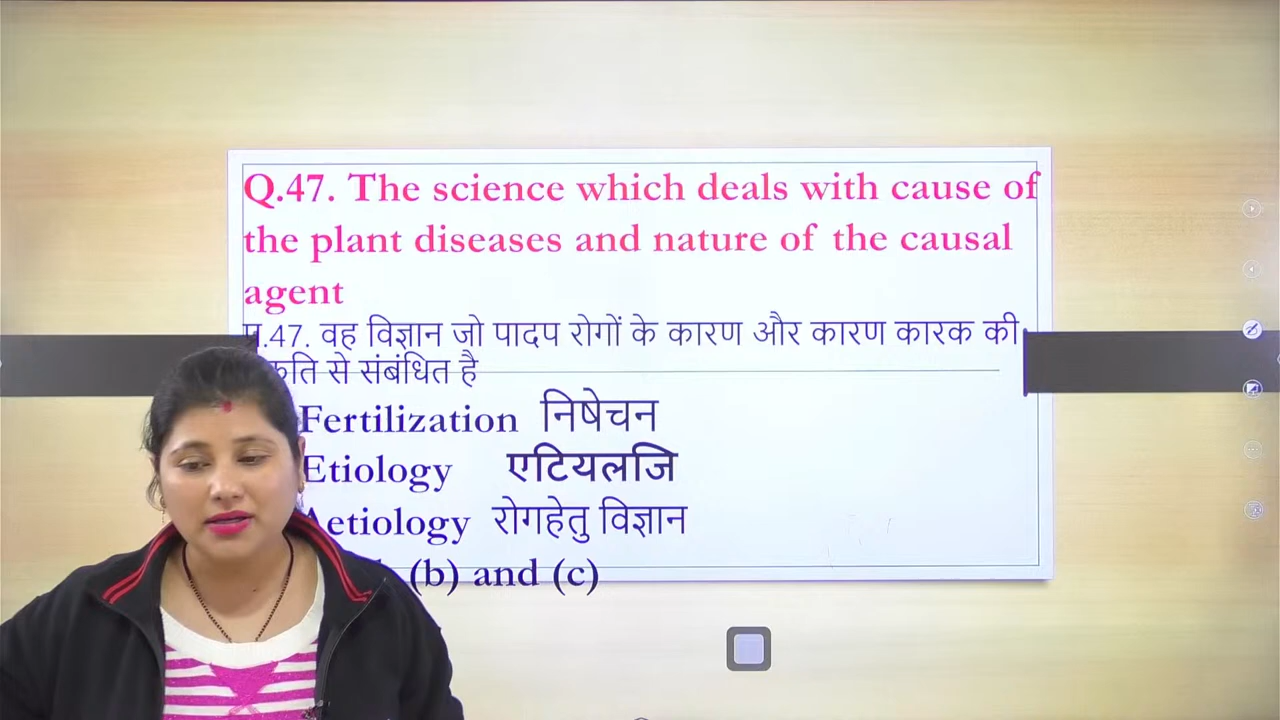 Q.47. The science which deals with cause of
the plant diseases and nature of the causal
agent
.47. वह विज्ञान जो पादप रोगों के कारण और कारण कारक की
से संबंधित है
Fertilization निषेचन
Etiology एटियलजि
Aetiology रोगहेतु विज्ञान
(b) and (c)